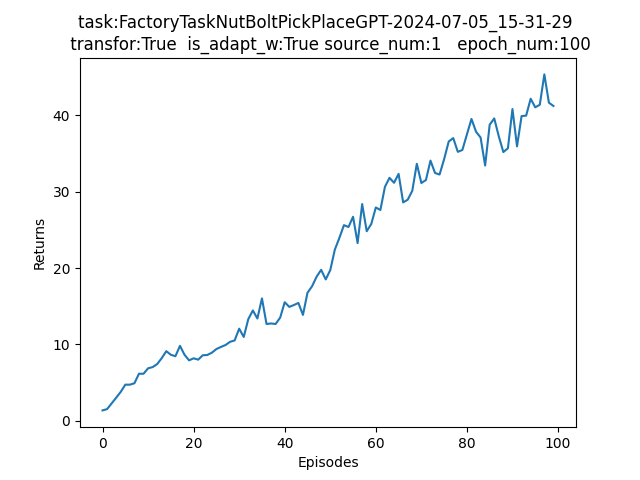 task:FactoryTaskNutBoltPickPlaceGPT-2024-07-05_15-31-29
transfor:True  is_adapt_w:True source_num:1   epoch_num:100
40
30
20
10
0
Returns
0 20 40 60 80 100
Episodes